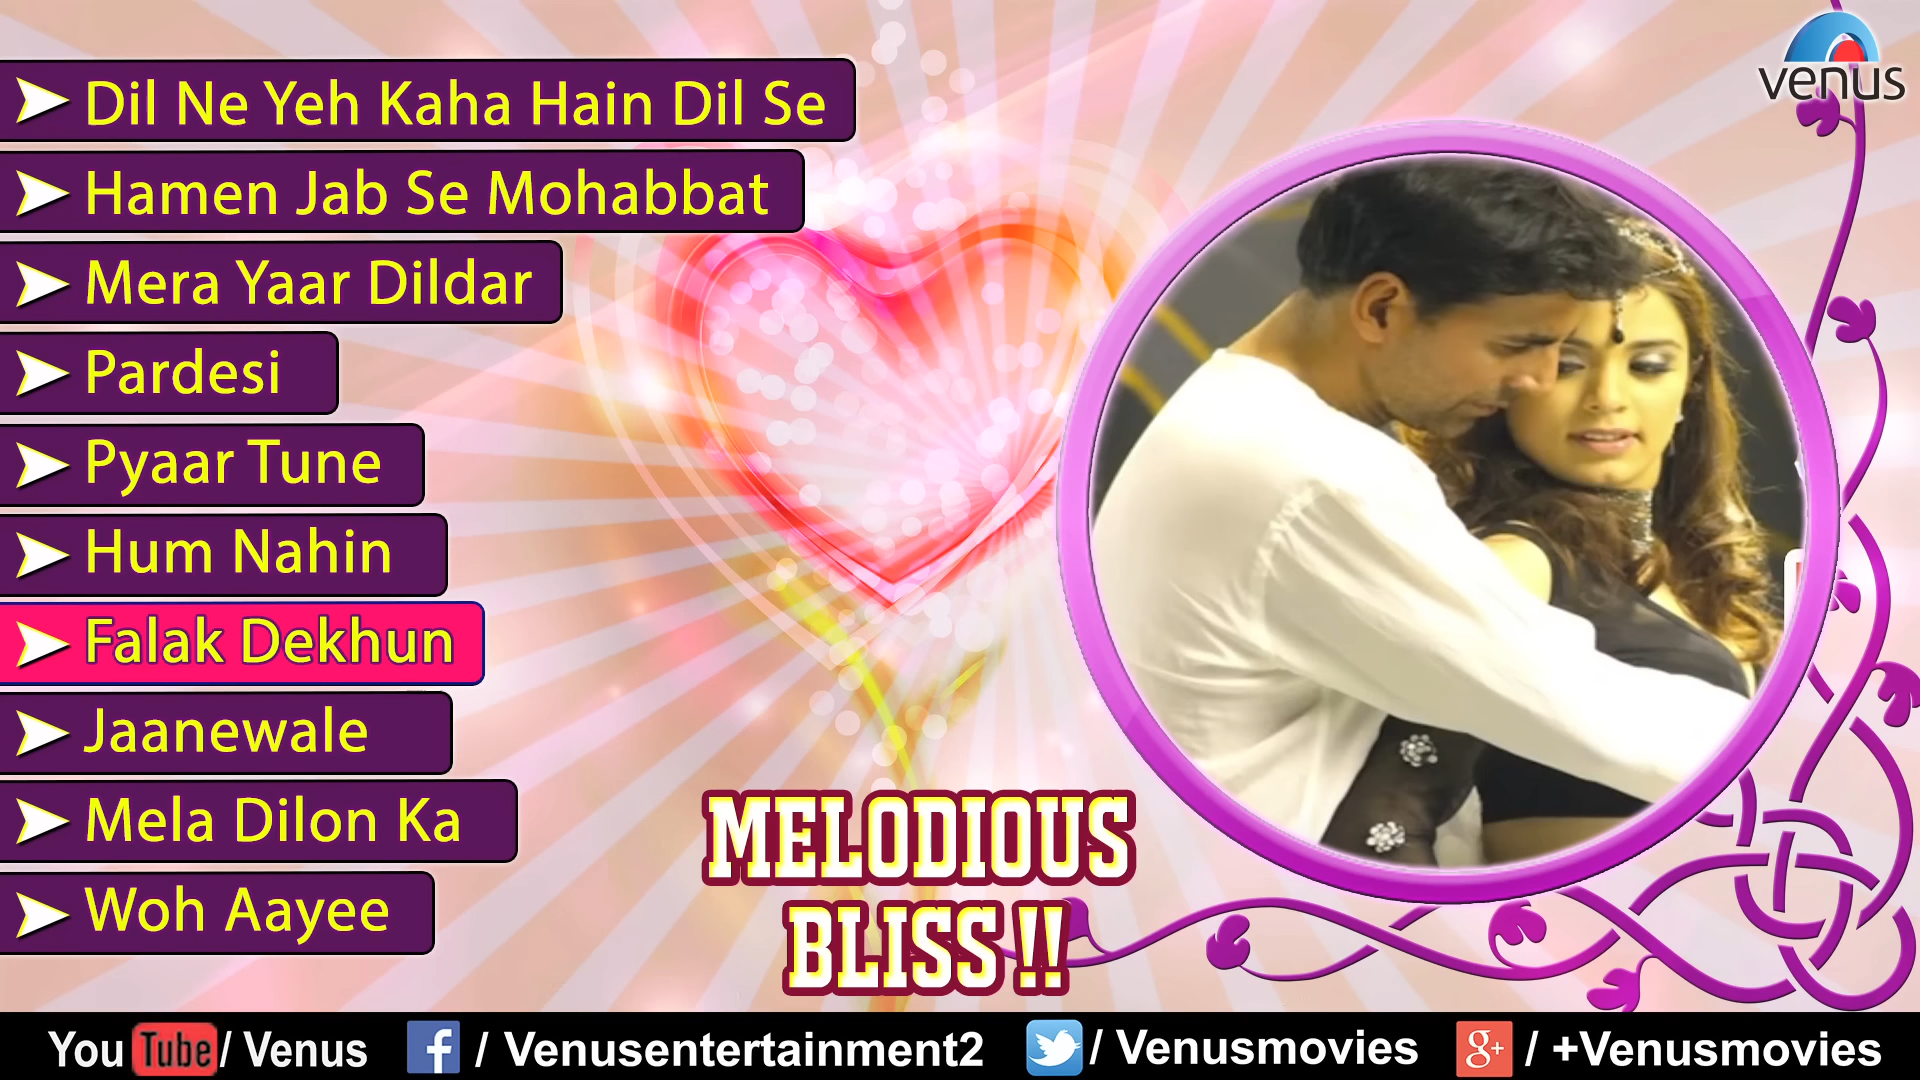 venus
Dil Ne Yeh Kaha Hain Dil Se
Hamen Jab Se Mohabbat
Mera Yaar Dildar
Pardesi
Pyaar Tune
Hum Nahin
Falak Dekhun
Jaanewale
Mela Dilon Ka
Woh Aayee
MELODIOUS
BLISS !!
You Tube / Venus f / Venusentertainment2 / Venusmovies g+ / +Venusmovies